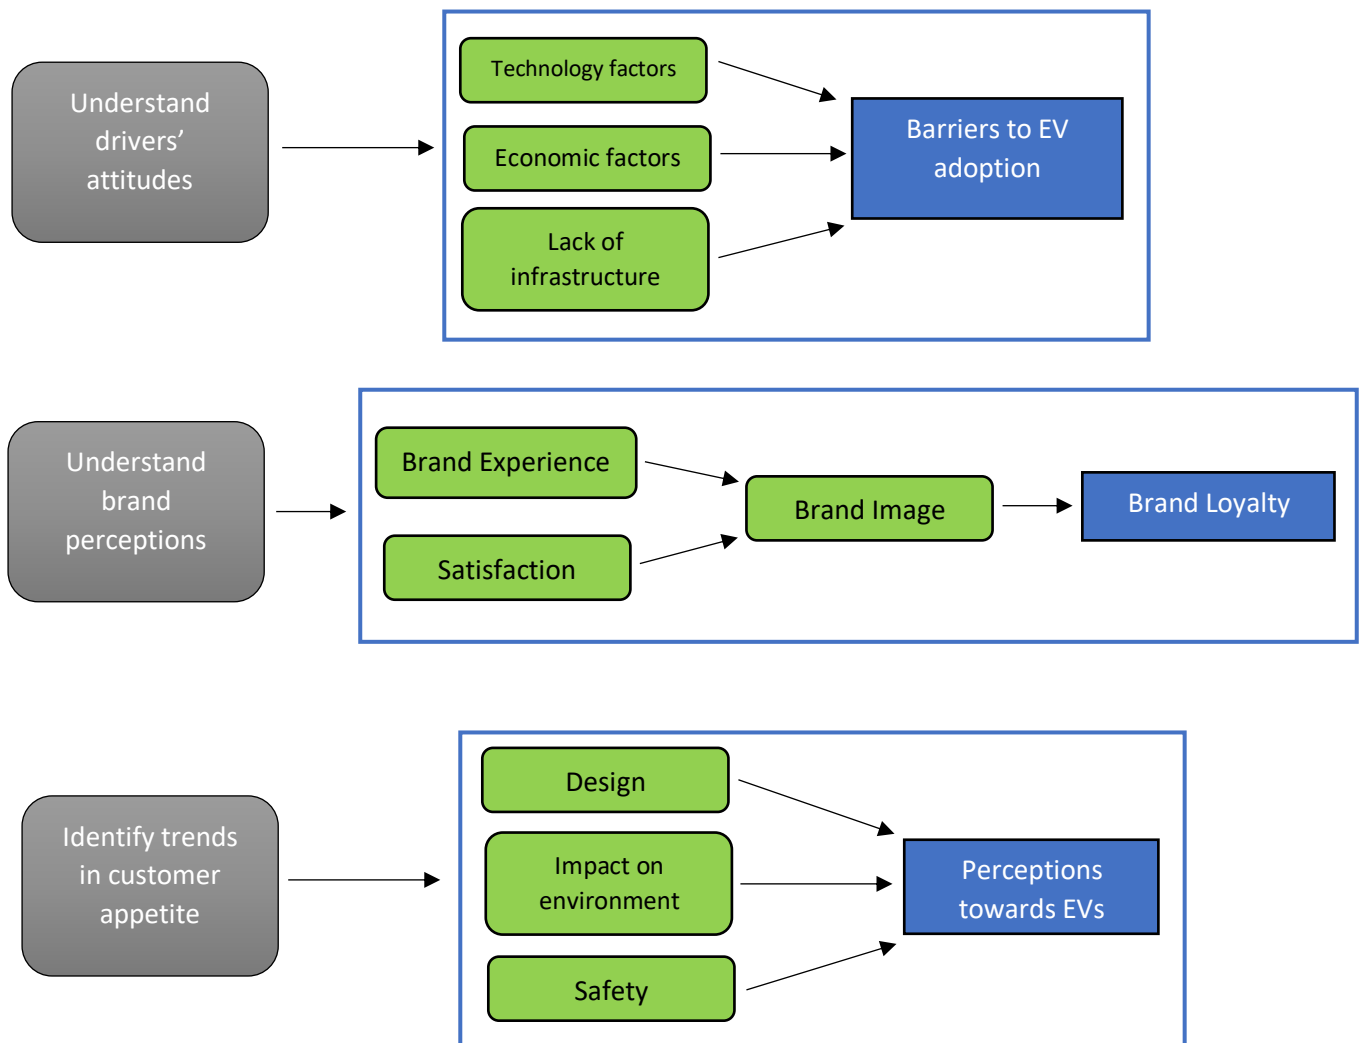 Understand
drivers’
attitudes
Technology factors
Economic factors
Lack of
infrastructure
Barriers to EV
adoption
Understand
brand
perceptions
Brand Experience
Satisfaction
Brand Image
Brand Loyalty
Identify trends
in customer
appetite
Design
Impact on
environment
Safety
Perceptions
towards EVs